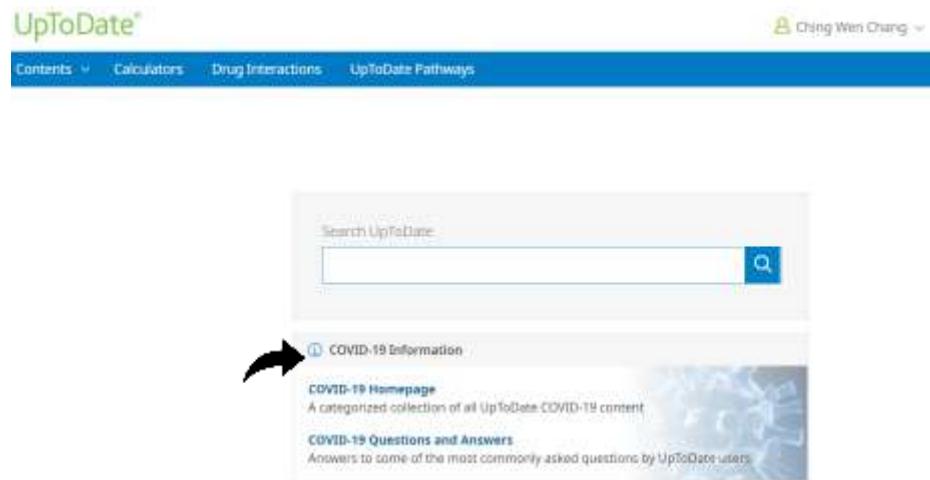 UpToDate®
Ching Wen Chang
Contents Calculators Drug Interactions UpToDate Pathways
Search UpToDate
COVID-19 Information
COVID-19 Homepage
A categorized collection of all UpToDate COVID-19 content
COVID-19 Questions and Answers
Answers to some of the most commonly asked questions by UpToDate users